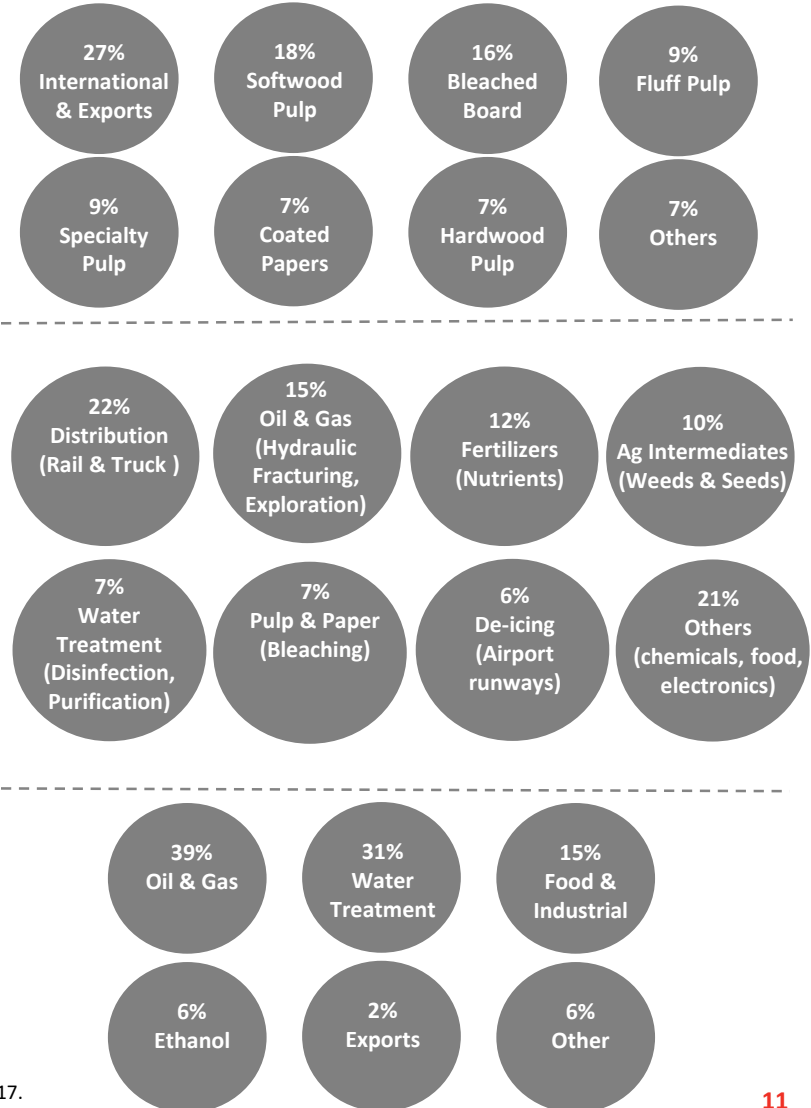 27%
International
& Exports
18%
Softwood
Pulp
16%
Bleached
Board
9%
Fluff Pulp
9%
Specialty
Pulp
7%
Coated
Papers
7%
Hardwood
Pulp
7%
Others
22%
Distribution
(Rail & Truck )
15%
Oil & Gas
(Hydraulic
Fracturing,
Exploration)
12%
Fertilizers
(Nutrients)
10%
Ag Intermediates
(Weeds & Seeds)
7%
Water
Treatment
(Disinfection,
Purification)
7%
Pulp & Paper
(Bleaching)
6%
De-icing
(Airport
runways)
21%
Others
(chemicals, food,
electronics)
39%
Oil & Gas
31%
Water
Treatment
15%
Food &
Industrial
6%
Ethanol
2%
Exports
6%
Other
17.
11